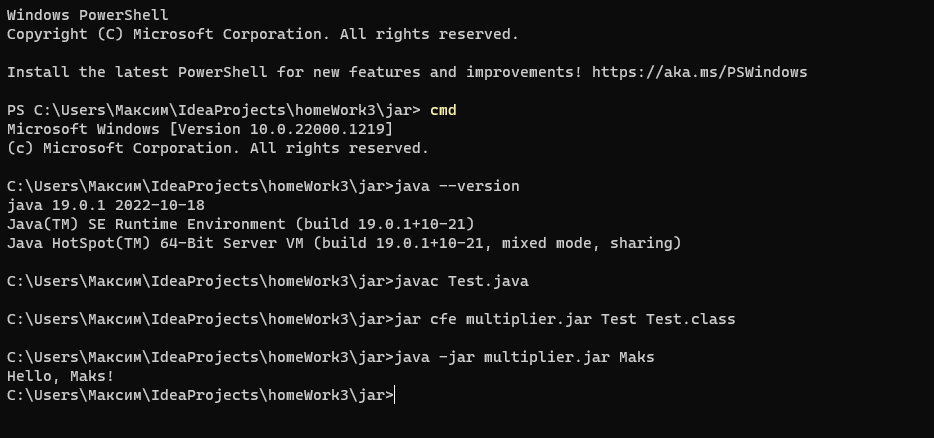 Windows PowerShell
Copyright (C) Microsoft Corporation. All rights reserved.
Install the latest PowerShell for new features and improvements! https://aka.ms/PSWindows
PS C:\Users\Максим\IdeaProjects\homeWork3\jar> cmd
Microsoft Windows [Version 10.0.22000.1219]
(c) Microsoft Corporation. All rights reserved.
C:\Users\Максим\IdeaProjects\homeWork3\jar>java --version
java 19.0.1 2022-10-18
Java(TM) SE Runtime Environment (build 19.0.1+10-21)
Java HotSpot(TM) 64-Bit Server VM (build 19.0.1+10-21, mixed mode, sharing)
C:\Users\Максим\IdeaProjects\homeWork3\jar>javac Test.java
C:\Users\Максим\IdeaProjects\homeWork3\jar>jar cfe multiplier.jar Test Test.class
C:\Users\Максим\IdeaProjects\homeWork3\jar>java -jar multiplier.jar Maks
Hello, Maks!
C:\Users\Максим\IdeaProjects\homeWork3\jar>